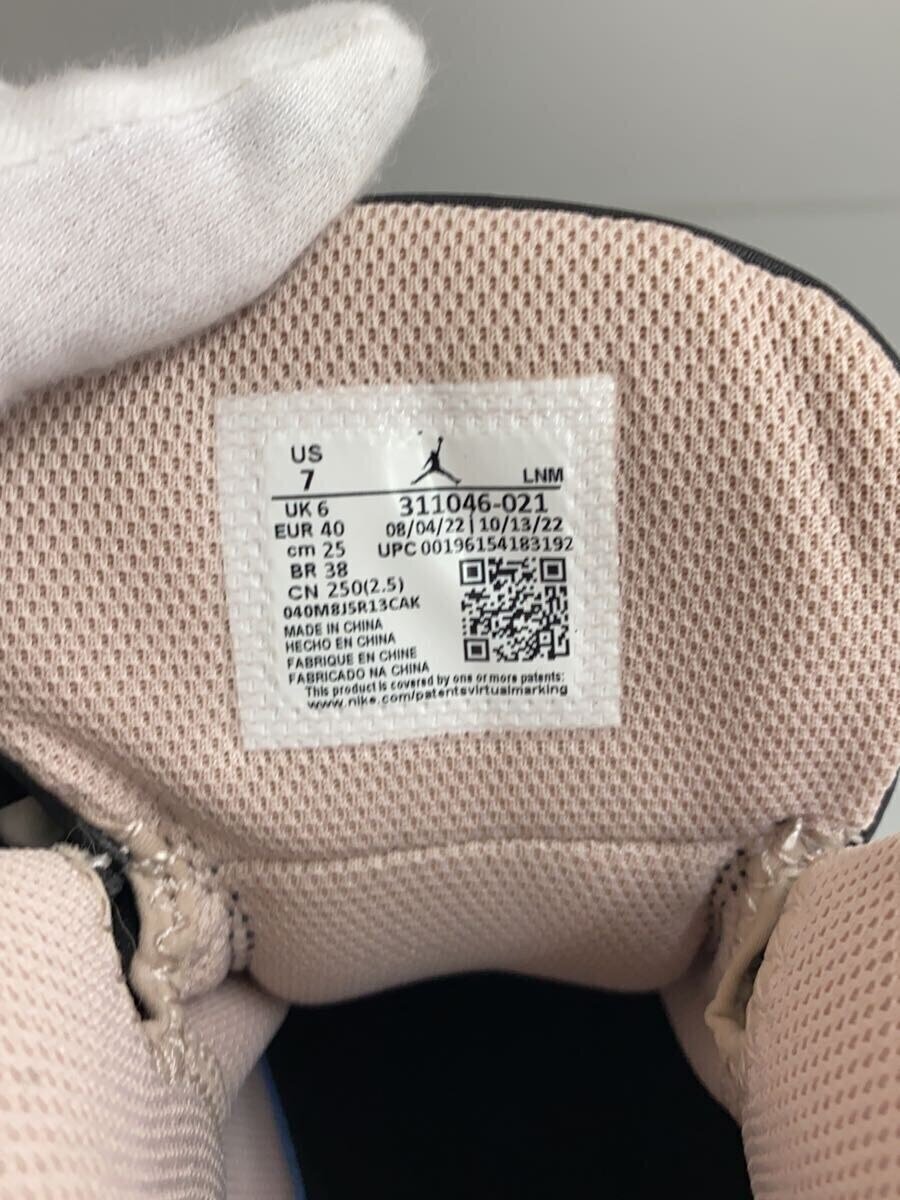 US
7
LNM
UK 6
311046-021
EUR 40
08/04/22 | 10/13/22
cm 25
UPC 00196154183192
BR 38
CN 250(2.5)
040M8J5R13CAK
MADE IN CHINA
HECHO EN CHINA
FABRIQUE EN CHINE
FABRICADO NA CHINA
This product is covered by one or more patents:
www.nike.com/patentsvirtualmarking